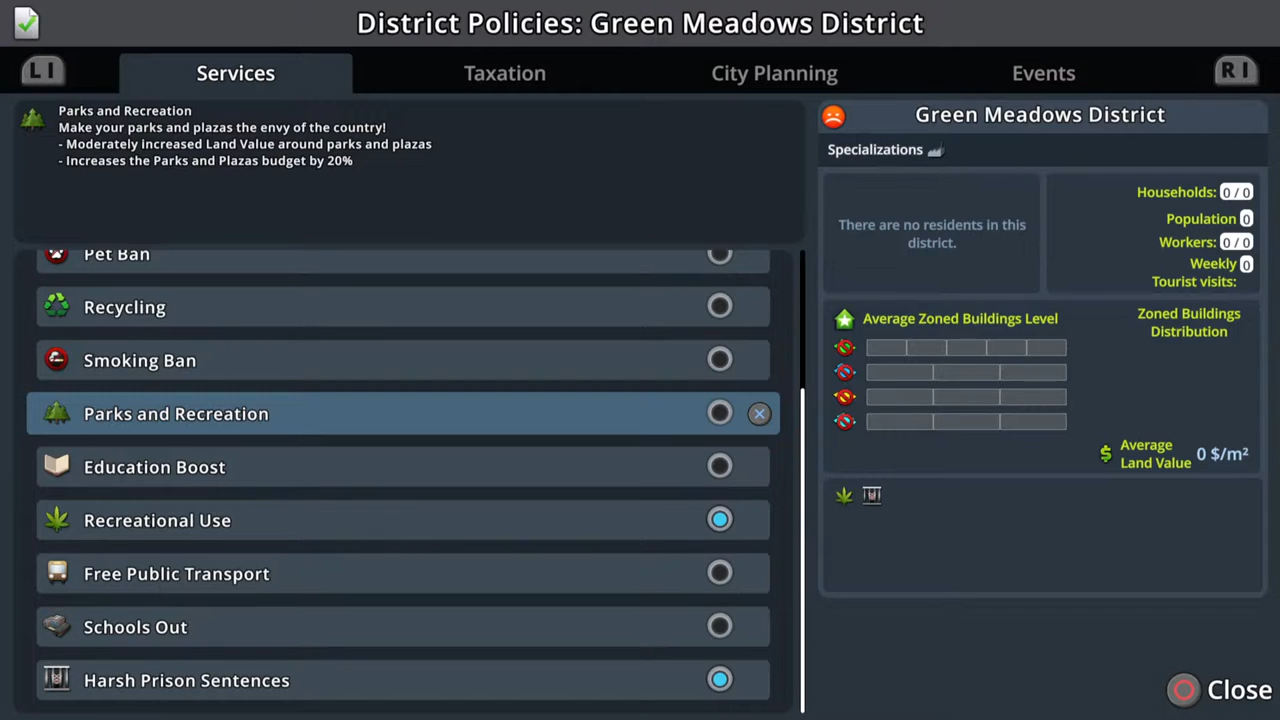 District Policies: Green Meadows District
L1
Services
Taxation
City Planning
Events
R1
Parks and Recreation
Make your parks and plazas the envy of the country!
- Moderately increased Land Value around parks and plazas
- Increases the Parks and Plazas budget by 20%
Pet Ban
Recycling
Smoking Ban
Parks and Recreation
Education Boost
Recreational Use
Free Public Transport
Schools Out
Harsh Prison Sentences
Green Meadows District
Specializations
There are no residents in this
district.
Households: 0 / 0
Population 0
Workers: 0 / 0
Weekly 0
Tourist visits:
Average Zoned Buildings Level
Zoned Buildings
Distribution
Average
Land Value 0 $/m²
Close